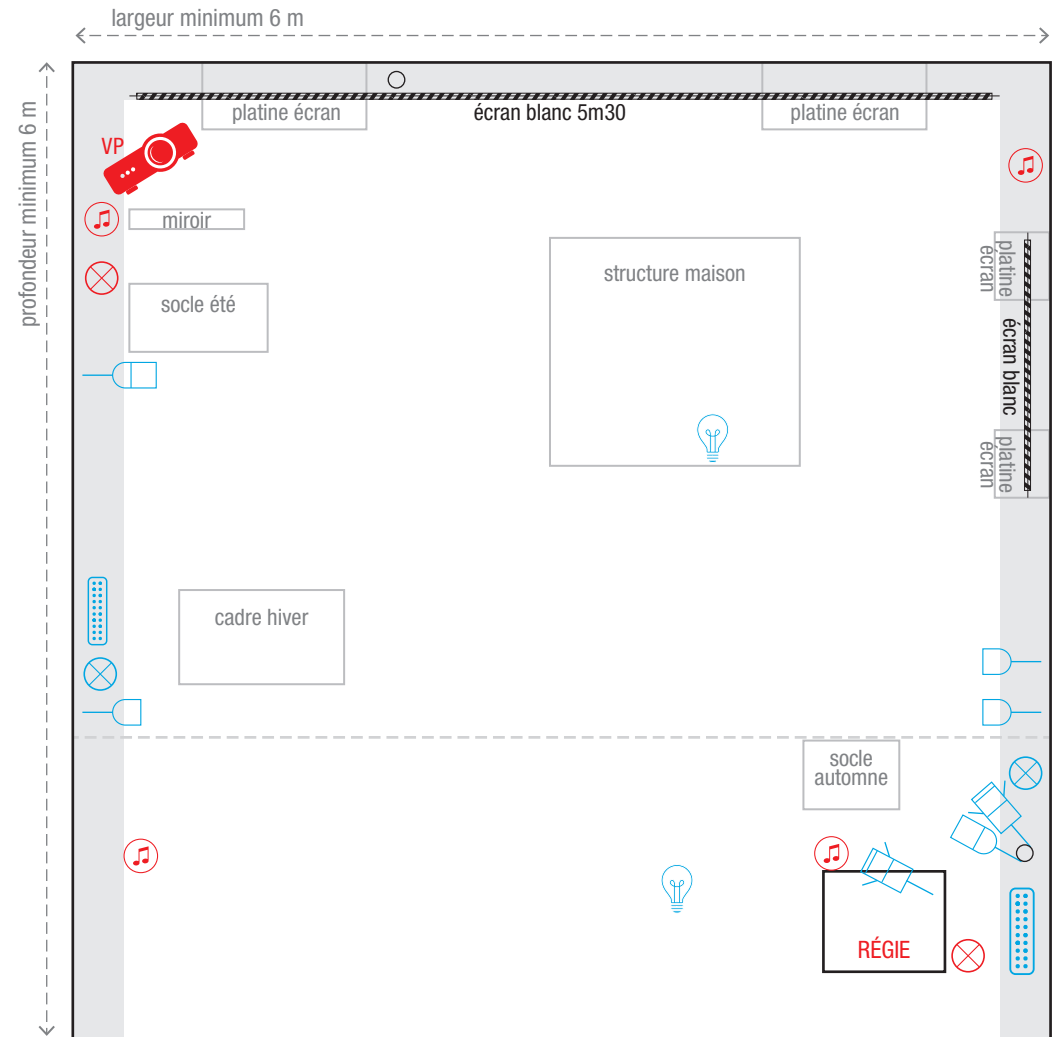 largeur minimum 6 m
profondeur minimum 6 m
platine écran
écran blanc 5m30
platine écran
VP
miroir
socle été
structure maison
platine
écran
écran blanc
platine
écran
cadre hiver
socle
automne
RÉGIE